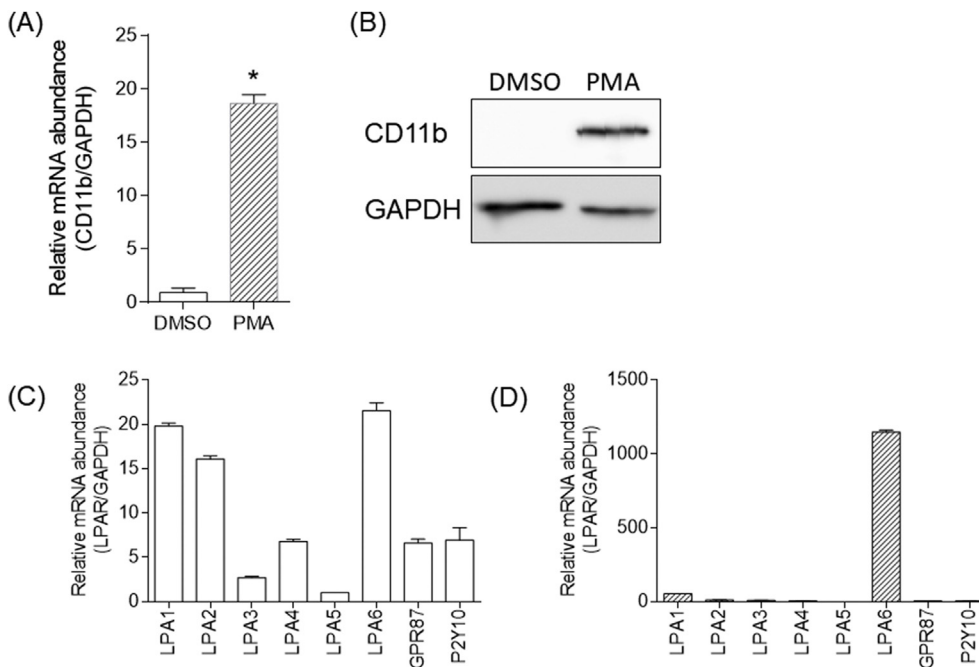 (A)
Relative mRNA abundance
(CD11b/GAPDH)
25
20
15
10
5
0
*
DMSO
PMA
(B)
DMSO PMA
CD11b
GAPDH
(C)
Relative mRNA abundance
(LPAR/GAPDH)
25
20
15
10
5
0
LPA1
LPA2
LPA3
LPA4
LPA5
LPA6
GPR87
P2Y10
(D)
Relative mRNA abundance
(LPAR/GAPDH)
1500
1000
500
0
LPA1
LPA2
LPA3
LPA4
LPA5
LPA6
GPR87
P2Y10